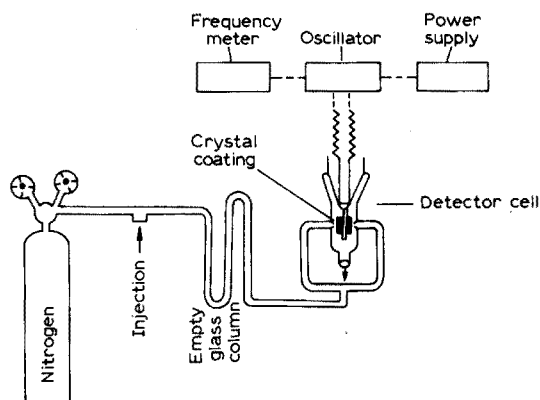 Frequency
meter
Oscillator
Power
supply
Crystal
coating
Detector cell
Nitrogen
Injection
Empty
glass
column